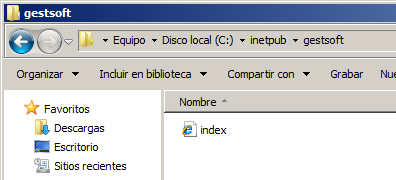 gestsoft
Equipo Disco local (C:) inetpub gestsoft
Organizar Incluir en biblioteca Compartir con Grabar Nue
Favoritos
Descargas
Escritorio
Sitios recientes
Nombre
index